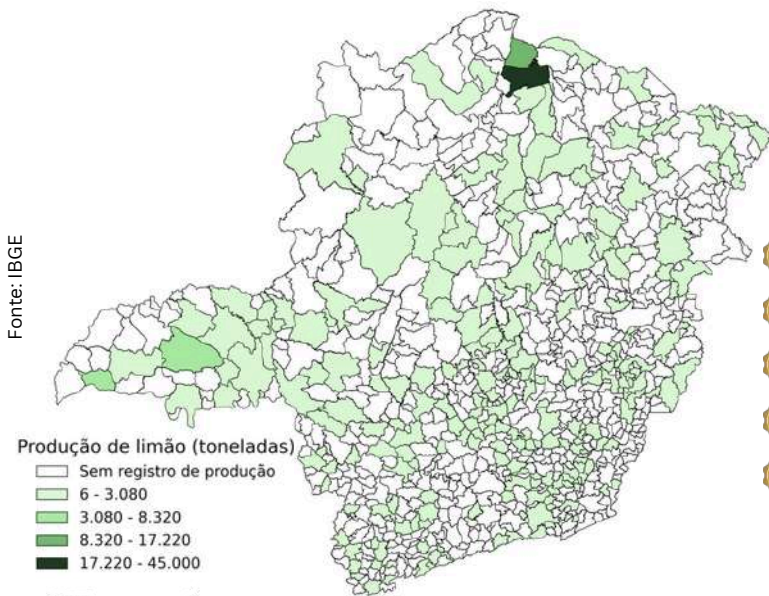 Fonte: IBGE
Produção de limão (toneladas)
Sem registro de produção
6 - 3.080
3.080 - 8.320
8.320 - 17.220
17.220 - 45.000